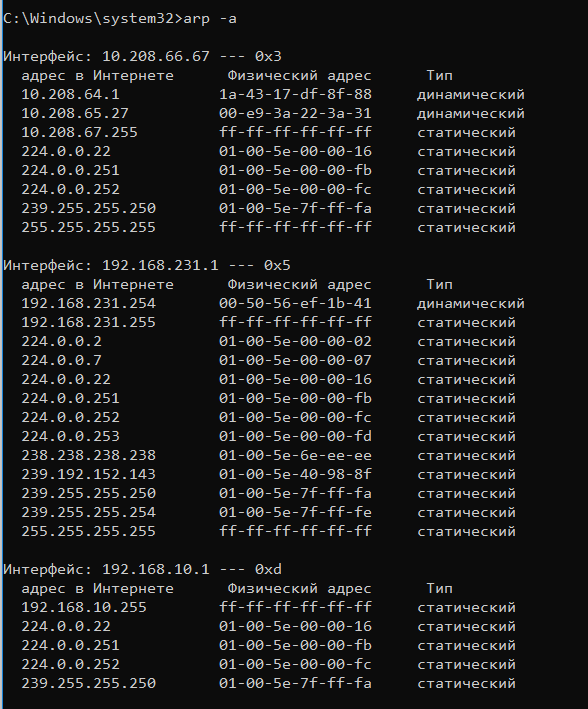 C:\Windows\system32>arp -a
Интерфейс: 10.208.66.67 --- 0x3
адрес в Интернете Физический адрес Тип
10.208.64.1 1a-43-17-df-8f-88 динамический
10.208.65.27 00-e9-3a-22-3a-31 динамический
10.208.67.255 ff-ff-ff-ff-ff-ff статический
224.0.0.22 01-00-5e-00-00-16 статический
224.0.0.251 01-00-5e-00-00-fb статический
224.0.0.252 01-00-5e-00-00-fc статический
239.255.255.250 01-00-5e-7f-ff-fa статический
255.255.255.255 ff-ff-ff-ff-ff-ff статический
Интерфейс: 192.168.231.1 --- 0x5
адрес в Интернете Физический адрес Тип
192.168.231.254 00-50-56-ef-1b-41 динамический
192.168.231.255 ff-ff-ff-ff-ff-ff статический
224.0.0.2 01-00-5e-00-00-02 статический
224.0.0.7 01-00-5e-00-00-07 статический
224.0.0.22 01-00-5e-00-00-16 статический
224.0.0.251 01-00-5e-00-00-fb статический
224.0.0.252 01-00-5e-00-00-fc статический
224.0.0.253 01-00-5e-00-00-fd статический
238.238.238.238 01-00-5e-6e-ee-ee статический
239.192.152.143 01-00-5e-40-98-8f статический
239.255.255.250 01-00-5e-7f-ff-fa статический
239.255.255.254 01-00-5e-7f-ff-fe статический
255.255.255.255 ff-ff-ff-ff-ff-ff статический
Интерфейс: 192.168.10.1 --- 0xd
адрес в Интернете Физический адрес Тип
192.168.10.255 ff-ff-ff-ff-ff-ff статический
224.0.0.22 01-00-5e-00-00-16 статический
224.0.0.251 01-00-5e-00-00-fb статический
224.0.0.252 01-00-5e-00-00-fc статический
239.255.255.250 01-00-5e-7f-ff-fa статический